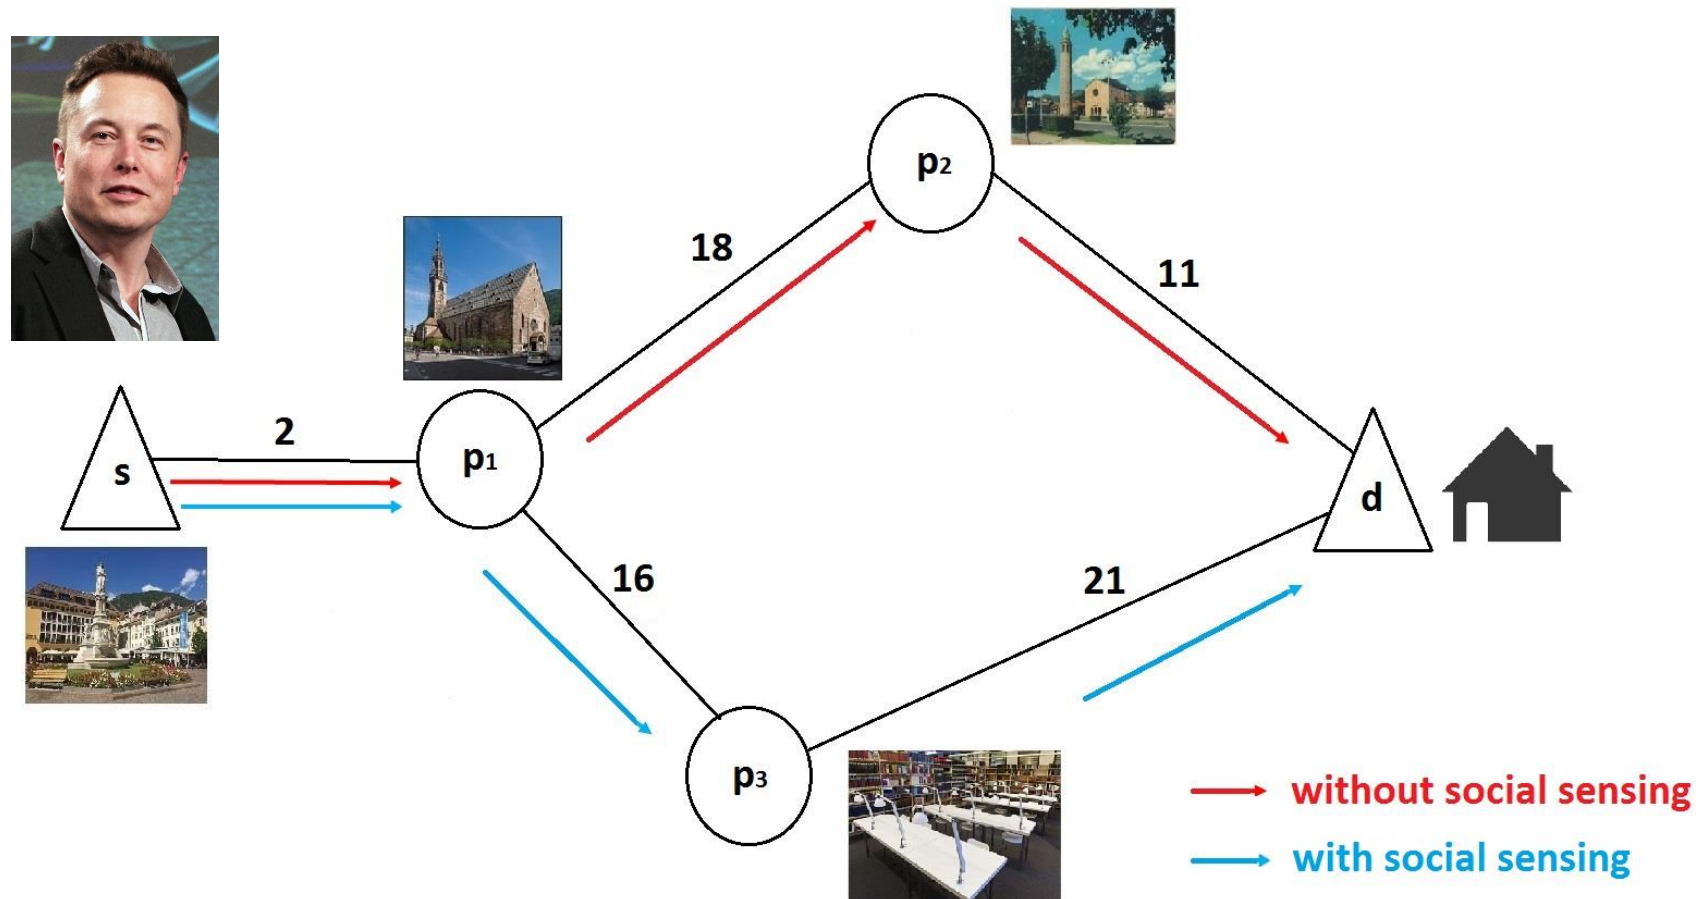 p2
18
11
2
s
p1
d
16
21
p3
without social sensing
with social sensing